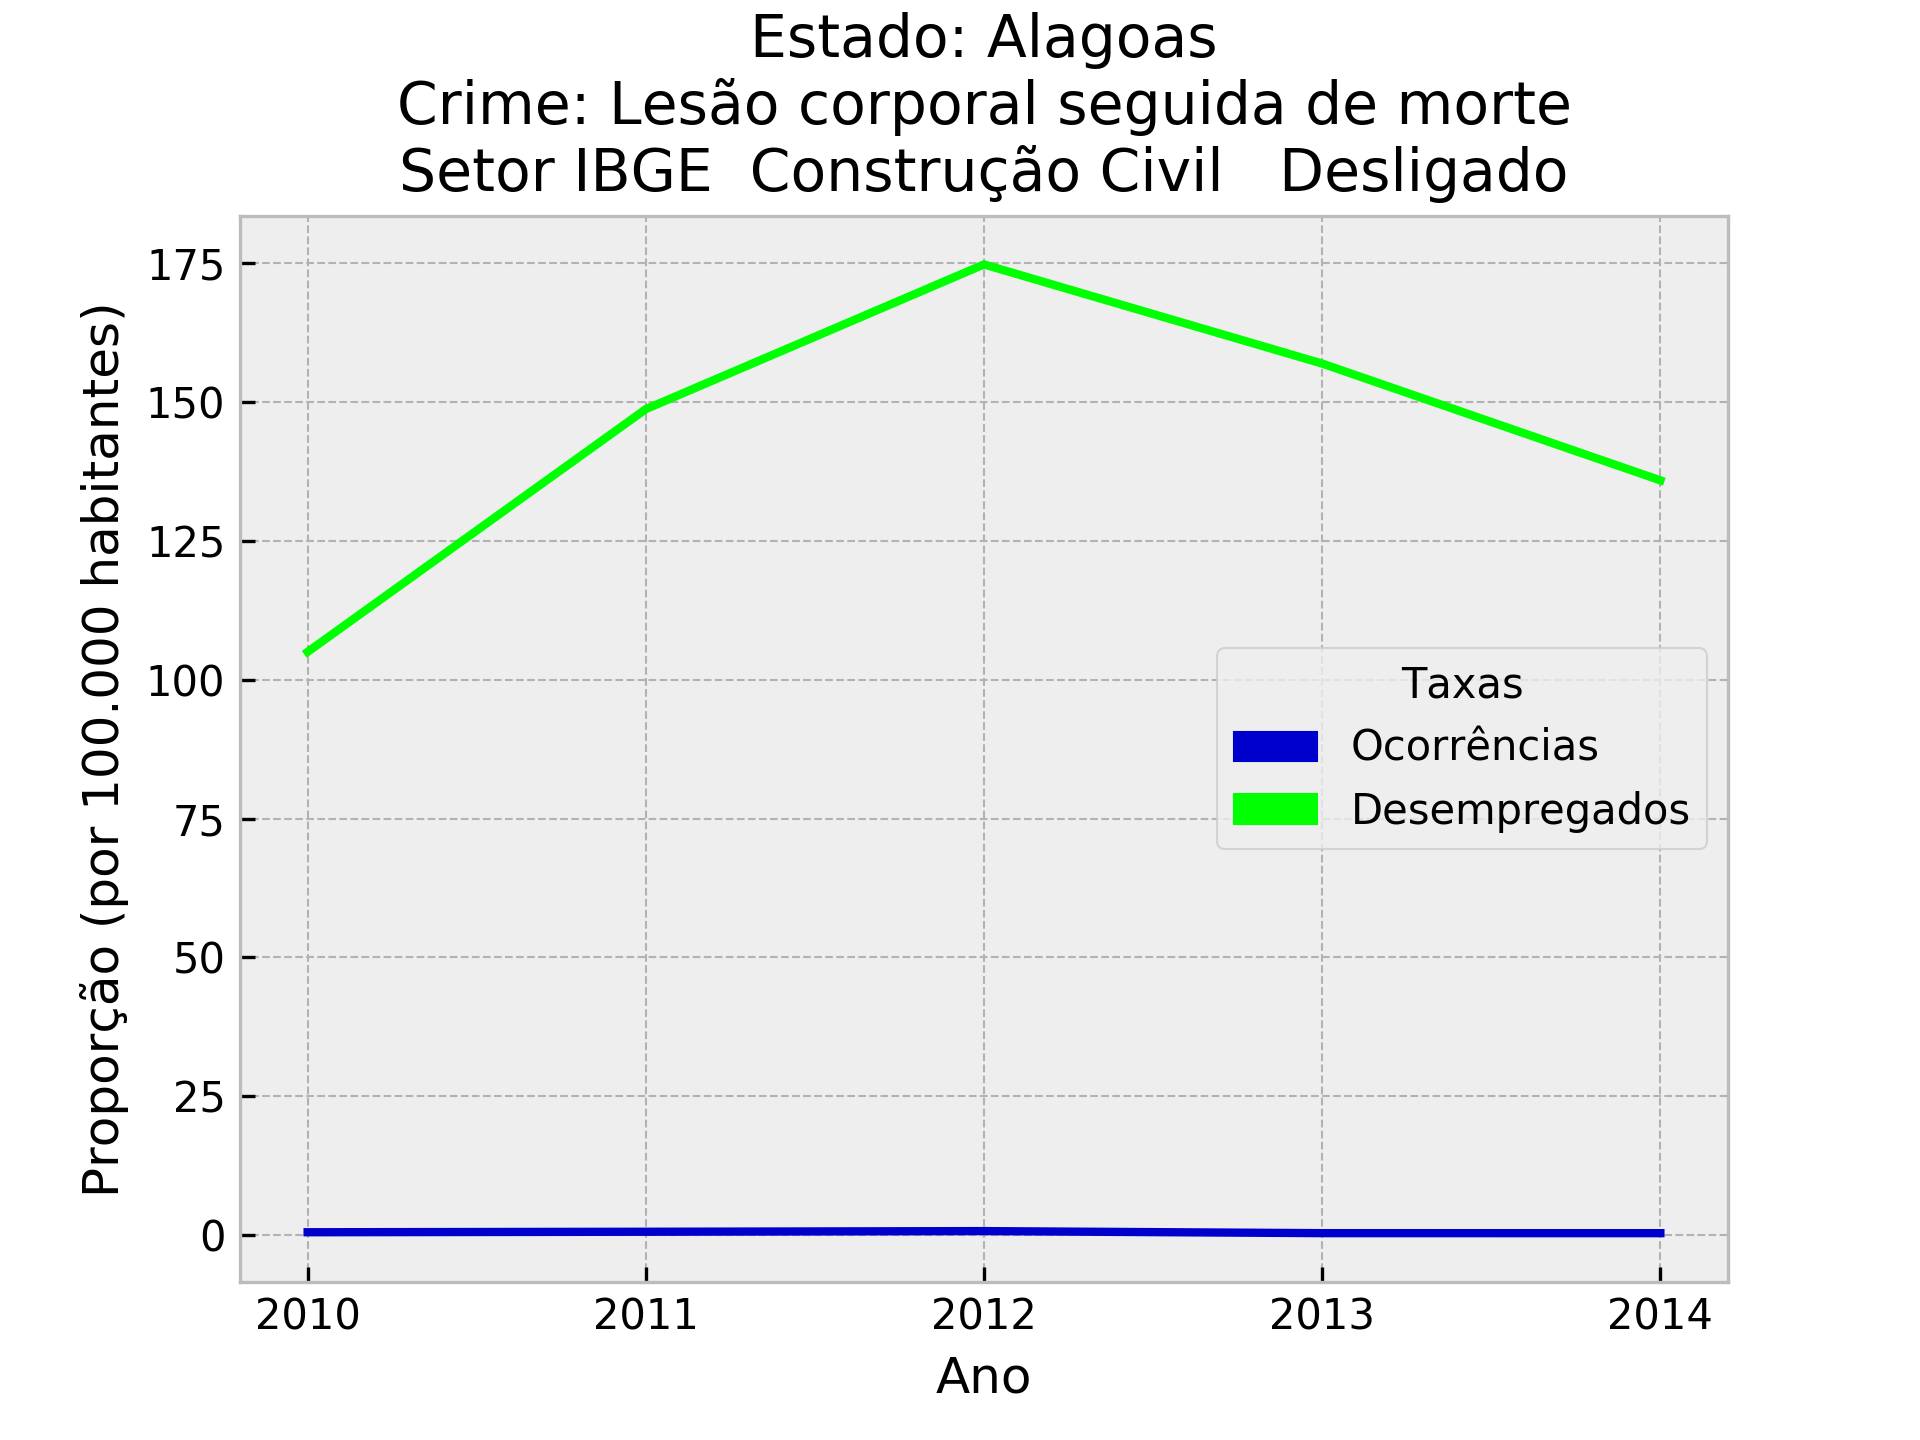 Estado: Alagoas
Crime: Lesão corporal seguida de morte
Setor IBGE  Construção Civil   Desligado
Proporção (por 100.000 habitantes)
175
150
125
100
75
50
25
0
Taxas
Ocorrências
Desempregados
2010 2011 2012 2013 2014
Ano